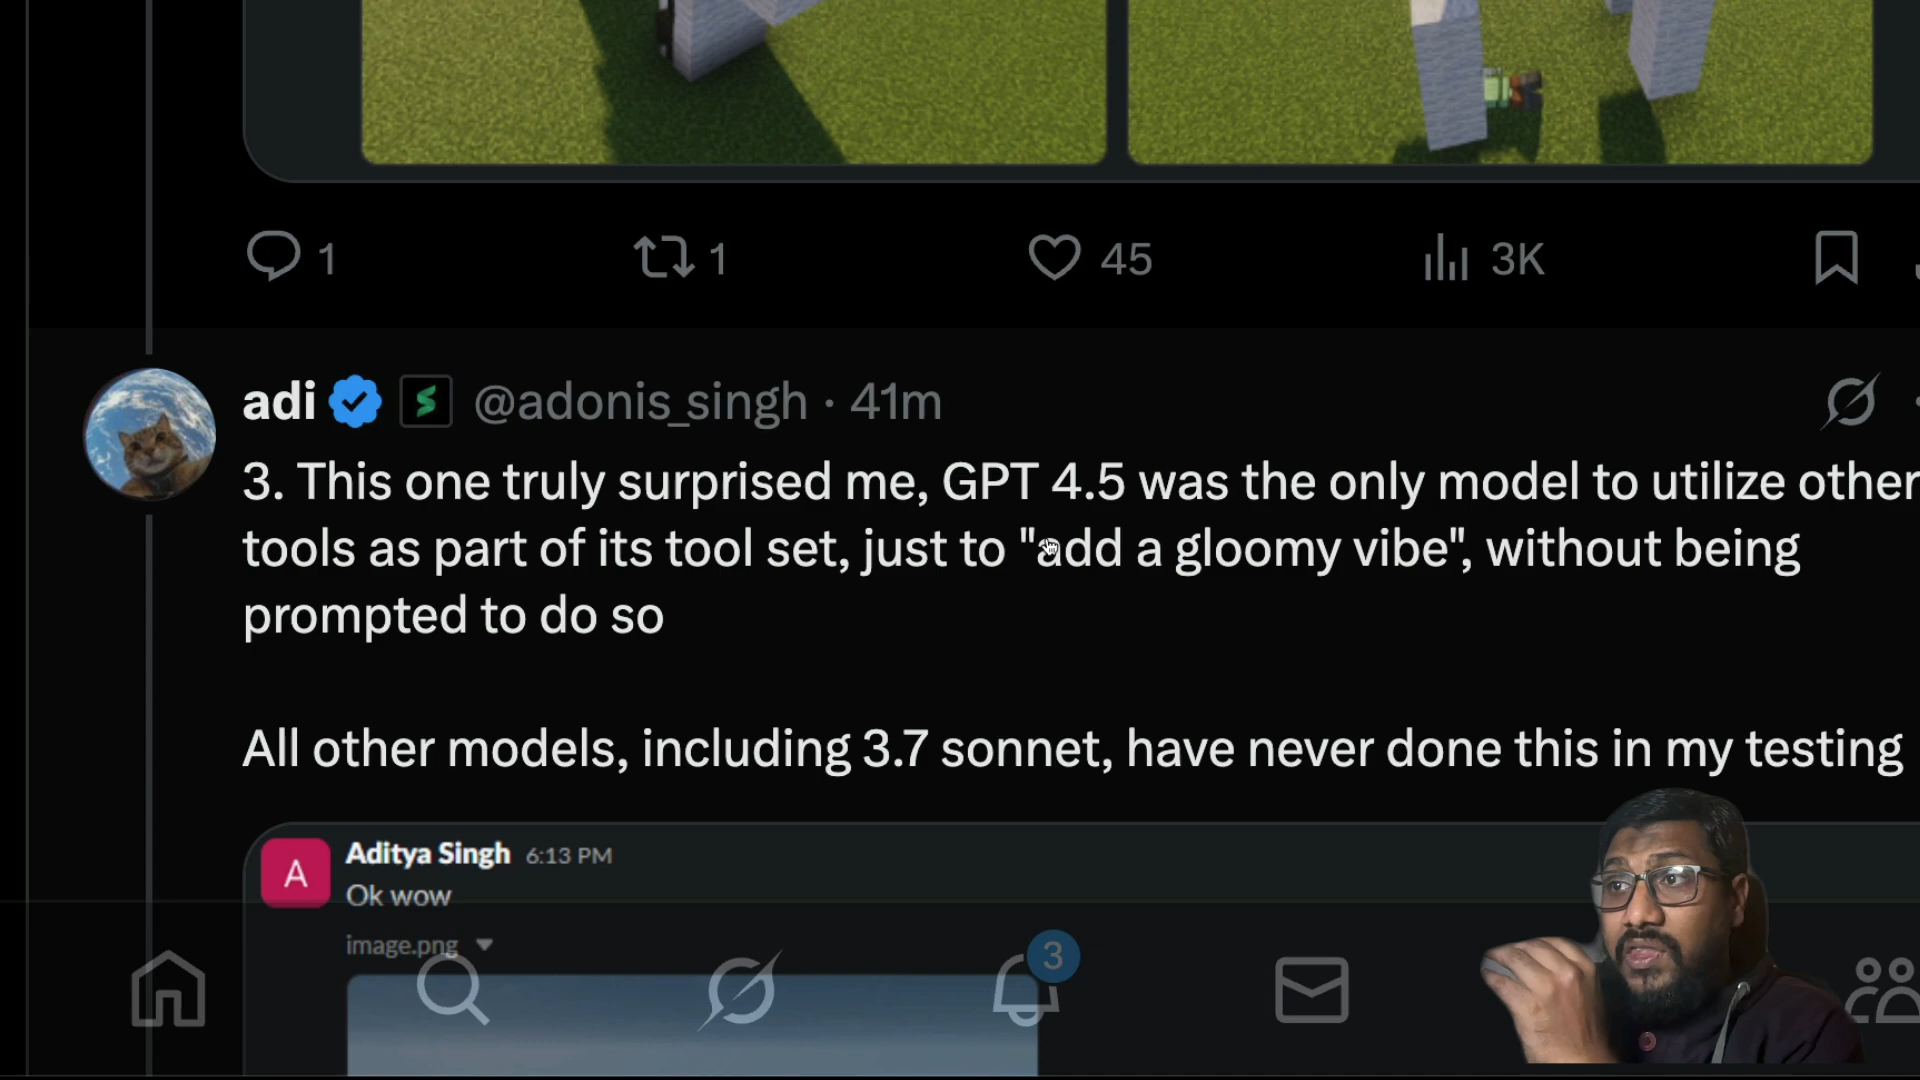 1 1 45 3K
adi @adonis_singh · 41m
3. This one truly surprised me, GPT 4.5 was the only model to utilize other
tools as part of its tool set, just to "add a gloomy vibe", without being
prompted to do so
All other models, including 3.7 sonnet, have never done this in my testing
A Aditya Singh 6:13 PM
Ok wow
image.png
3